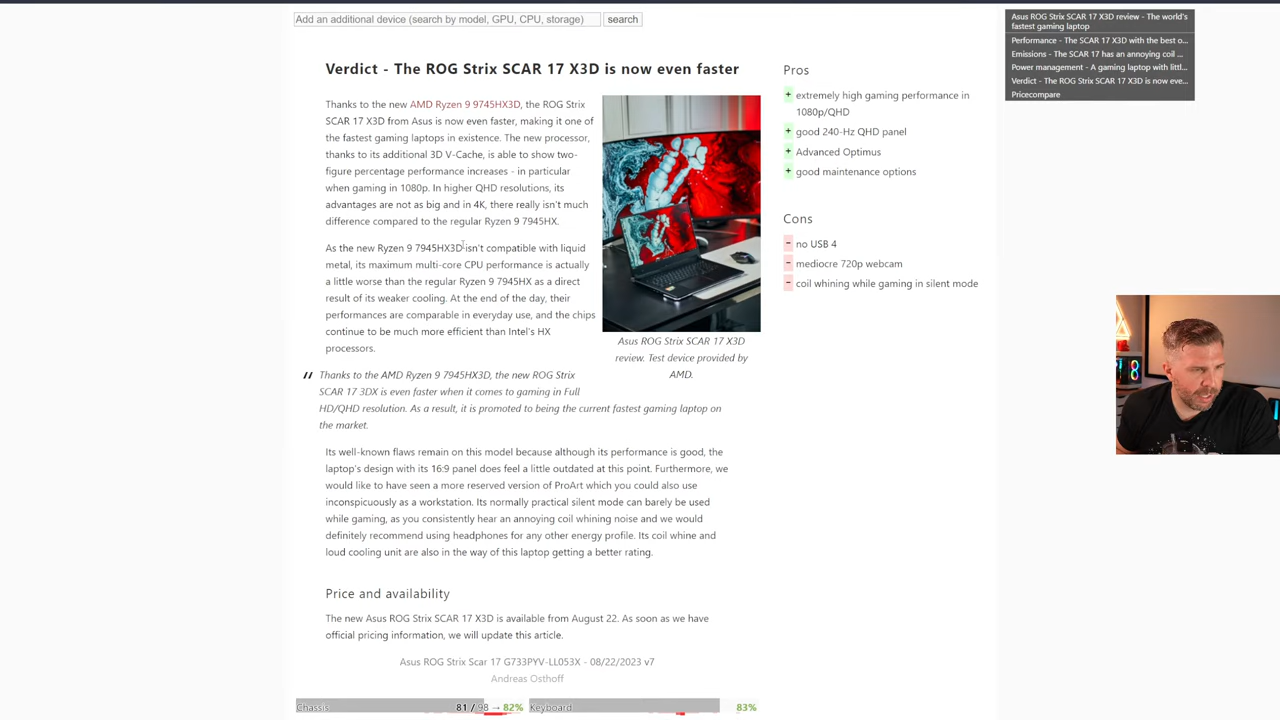 Add an additional device (search by model, GPU, CPU, storage)
search
Asus ROG Strix SCAR 17 X3D review - The world's
fastest gaming laptop
Performance - The SCAR 17 X3D with the best o...
Emissions - The SCAR 17 has an annoying coil ...
Power management - A gaming laptop with littl...
Verdict - The ROG Strix SCAR 17 X3D is now eve...
Pricecompare
Verdict - The ROG Strix SCAR 17 X3D is now even faster
Thanks to the new AMD Ryzen 9 9745HX3D, the ROG Strix
SCAR 17 X3D from Asus is now even faster, making it one of
the fastest gaming laptops in existence. The new processor,
thanks to its additional 3D V-Cache, is able to show two-
figure percentage performance increases - in particular
when gaming in 1080p. In higher QHD resolutions, its
advantages are not as big and in 4K, there really isn't much
difference compared to the regular Ryzen 9 7945HX.
As the new Ryzen 9 7945HX3D isn't compatible with liquid
metal, its maximum multi-core CPU performance is actually
a little worse than the regular Ryzen 9 7945HX as a direct
result of its weaker cooling. At the end of the day, their
performances are comparable in everyday use, and the chips
continue to be much more efficient than Intel's HX
processors.
Asus ROG Strix SCAR 17 X3D
review. Test device provided by
AMD.
" Thanks to the AMD Ryzen 9 7945HX3D, the new ROG Strix
SCAR 17 3DX is even faster when it comes to gaming in Full
HD/QHD resolution. As a result, it is promoted to being the current fastest gaming laptop on
the market.
Its well-known flaws remain on this model because although its performance is good, the
laptop's design with its 16:9 panel does feel a little outdated at this point. Furthermore, we
would like to have seen a more reserved version of ProArt which you could also use
inconspicuously as a workstation. Its normally practical silent mode can barely be used
while gaming, as you consistently hear an annoying coil whining noise and we would
definitely recommend using headphones for any other energy profile. Its coil whine and
loud cooling unit are also in the way of this laptop getting a better rating.
Price and availability
The new Asus ROG Strix SCAR 17 X3D is available from August 22. As soon as we have
official pricing information, we will update this article.
Asus ROG Strix Scar 17 G733PYV-LL053X - 08/22/2023 v7
Andreas Osthoff
Chassis 81 / 98 → 82% Keyboard 83%
Pros
+ extremely high gaming performance in
1080p/QHD
+ good 240-Hz QHD panel
+ Advanced Optimus
+ good maintenance options
Cons
- no USB 4
- mediocre 720p webcam
- coil whining while gaming in silent mode